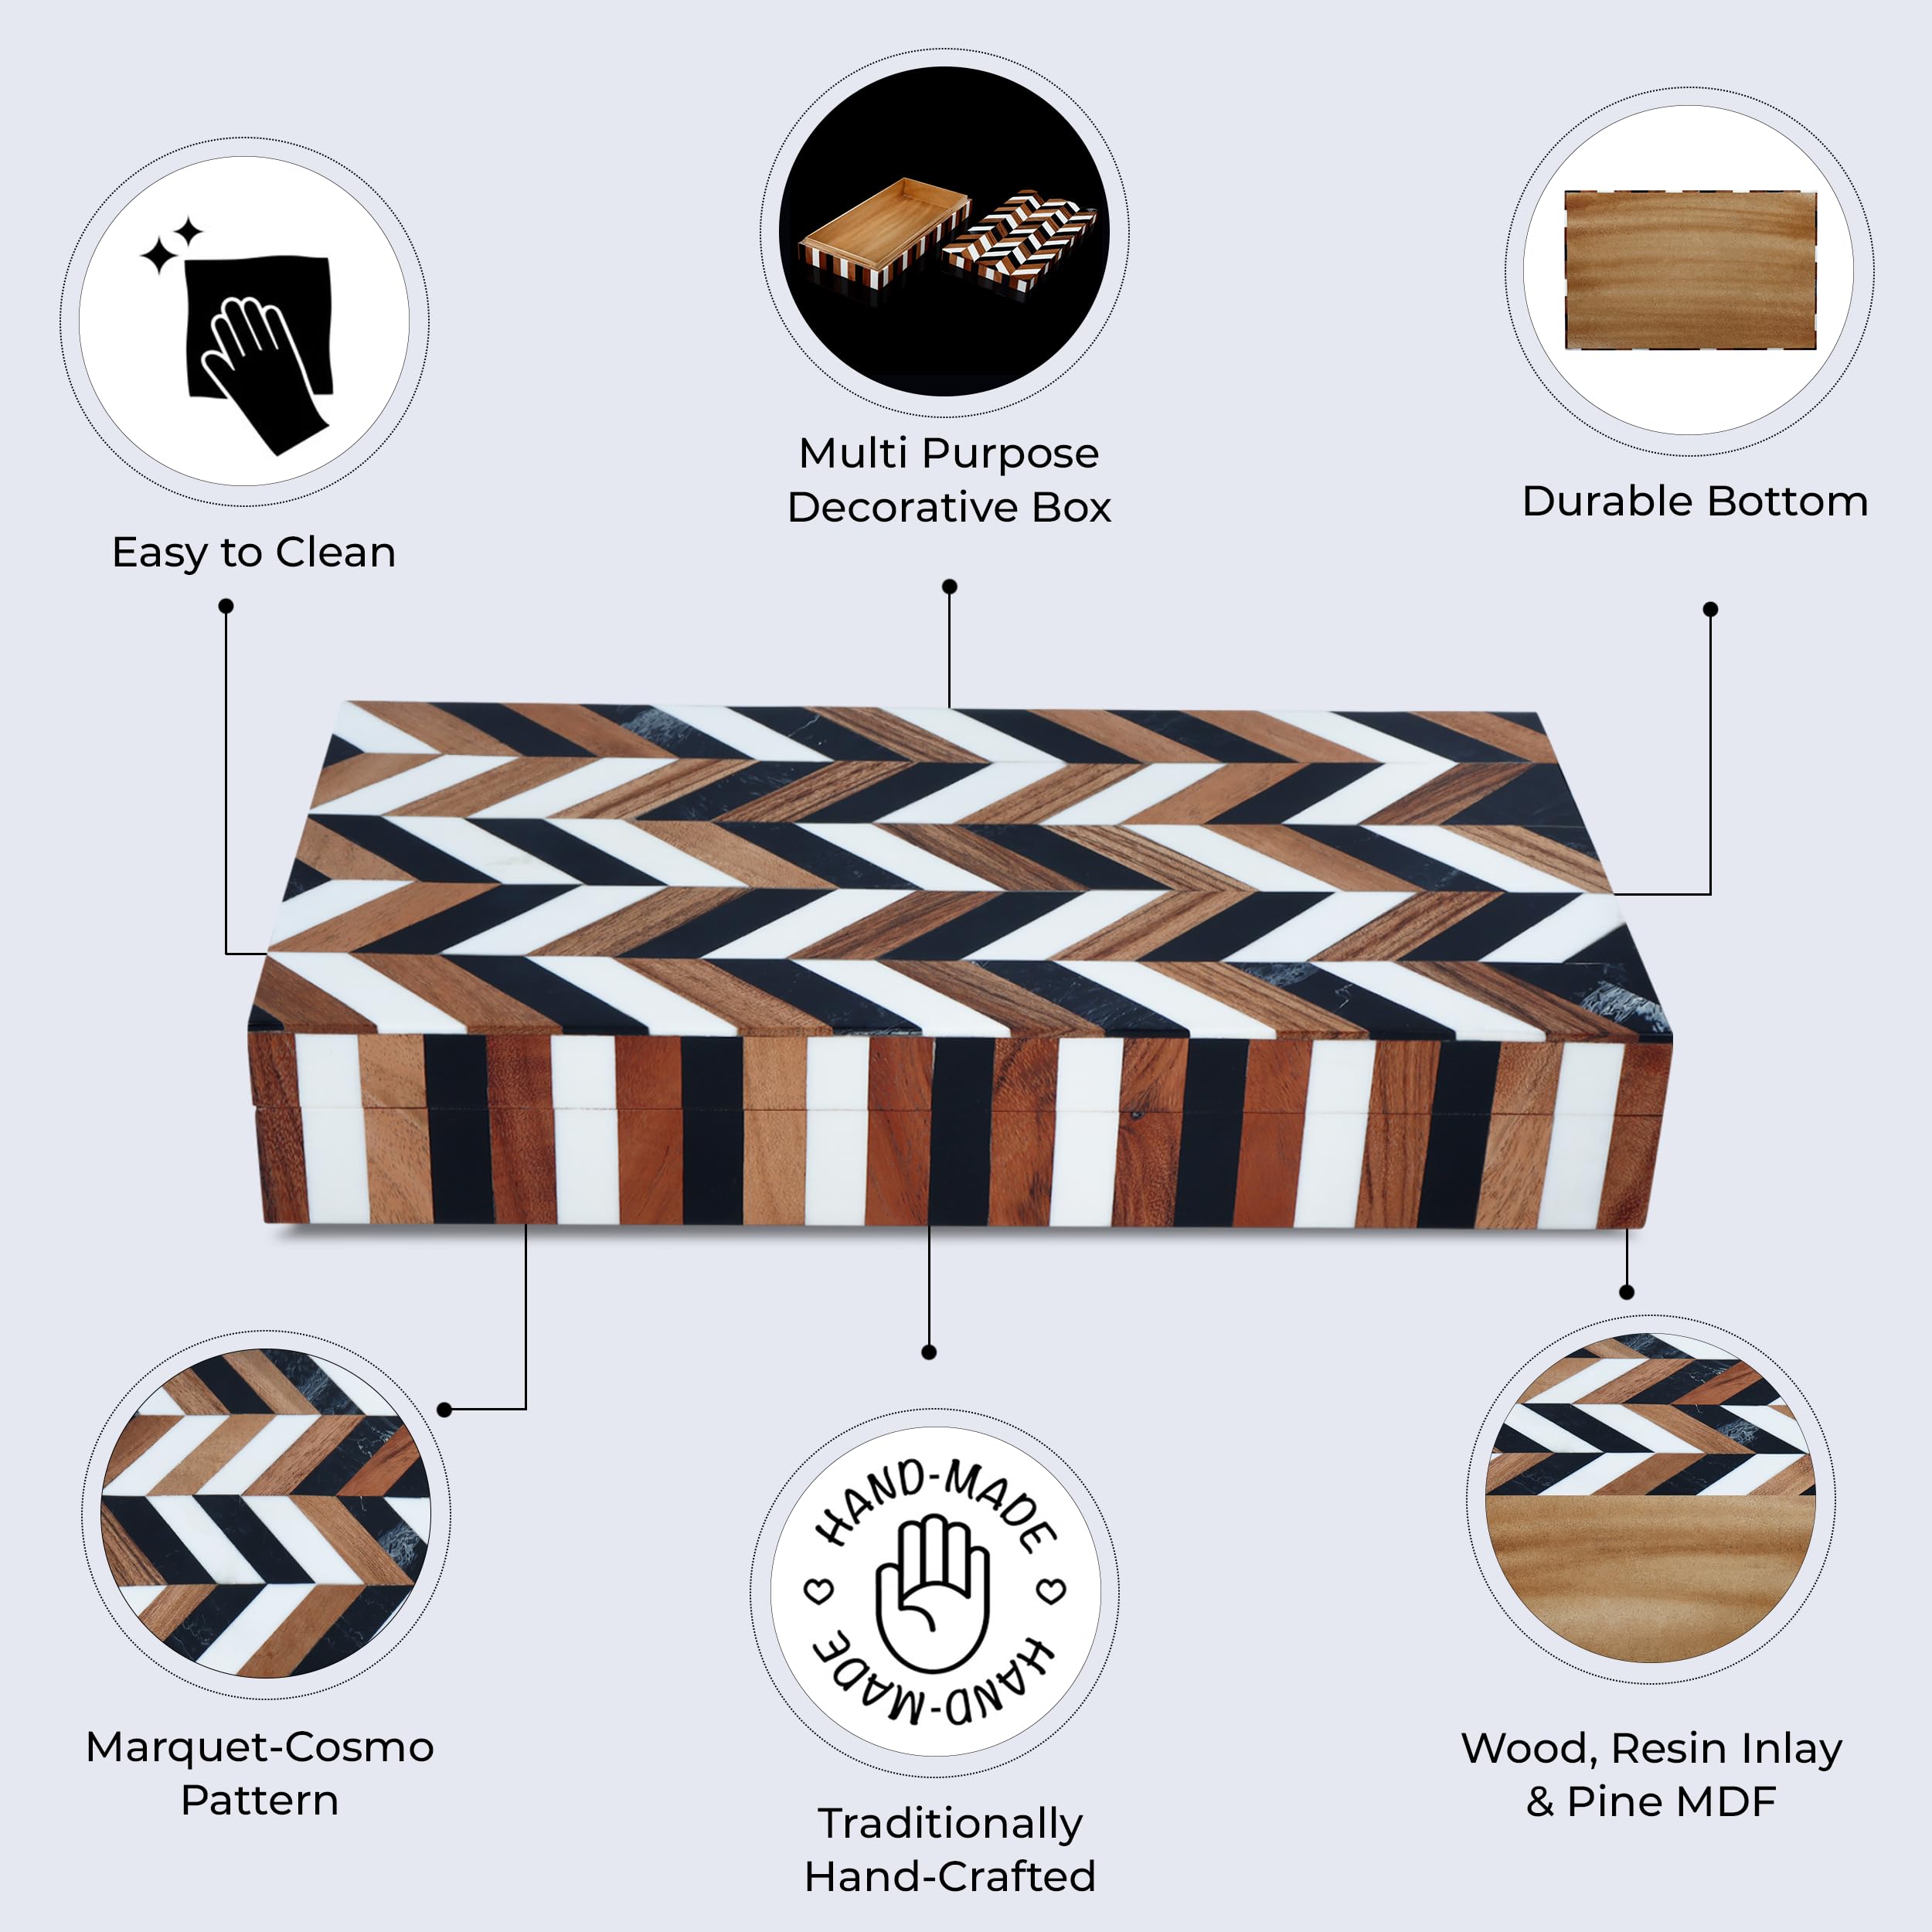 Multi Purpose
Decorative Box
Durable Bottom
Easy to Clean
HAND-MADE
HAND-MADE
Marquet-Cosmo
Pattern
Wood, Resin Inlay
& Pine MDF
Traditionally
Hand-Crafted